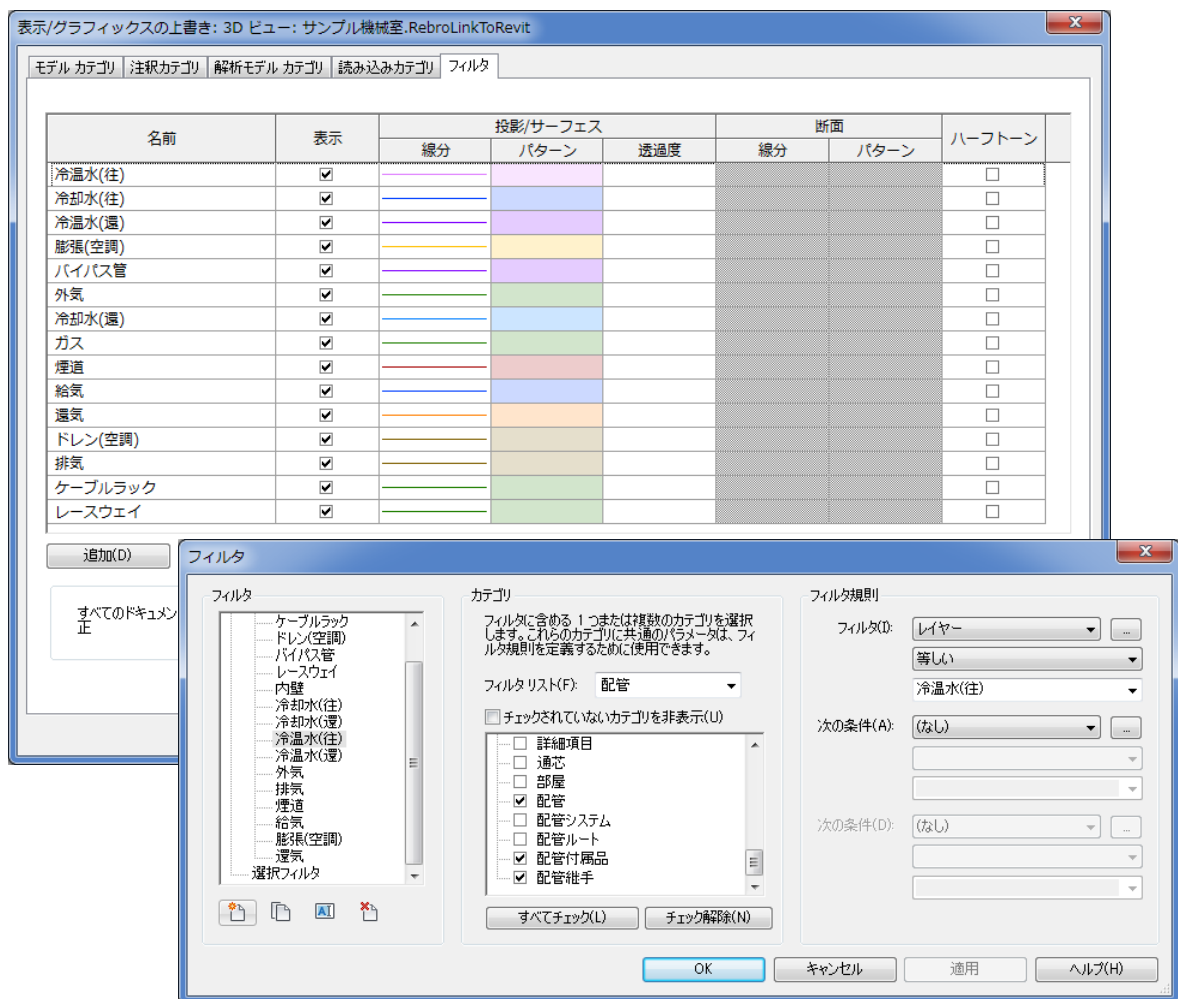 表示/グラフィックスの上書き: 3D ビュー: サンプル機械室.RebroLinkToRevit
モデル カテゴリ 注釈カテゴリ 解析モデル カテゴリ 読み込みカテゴリ フィルタ
名前 表示 投影/サーフェス 断面 ハーフトーン
線分 パターン 透過度 線分 パターン
冷温水(往)
冷却水(往)
冷温水(還)
膨張(空調)
バイパス管
外気
冷却水(還)
ガス
煙道
給気
還気
ドレン(空調)
排気
ケーブルラック
レースウェイ
追加(D)
すべてのドキュメン
正
フィルタ
フィルタ
ケーブルラック
ドレン(空調)
バイパス管
レースウェイ
内壁
冷却水(往)
冷却水(還)
冷温水(往)
冷温水(還)
外気
排気
煙道
給気
膨張(空調)
還気
選択フィルタ
カテゴリ
フィルタに含める 1 つまたは複数のカテゴリを選択
します。これらのカテゴリに共通のパラメータは、フィ
ルタ規則を定義するために使用できます。
フィルタ リスト(F): 配管
チェックされていないカテゴリを非表示(U)
詳細項目
通芯
部屋
配管
配管システム
配管ルート
配管付属品
配管継手
すべてチェック(L) チェック解除(N)
フィルタ規則
フィルタ(I): レイヤー ...
等しい
冷温水(往)
次の条件(A): (なし) ...
次の条件(D): (なし) ...
OK キャンセル 適用 ヘルプ(H)